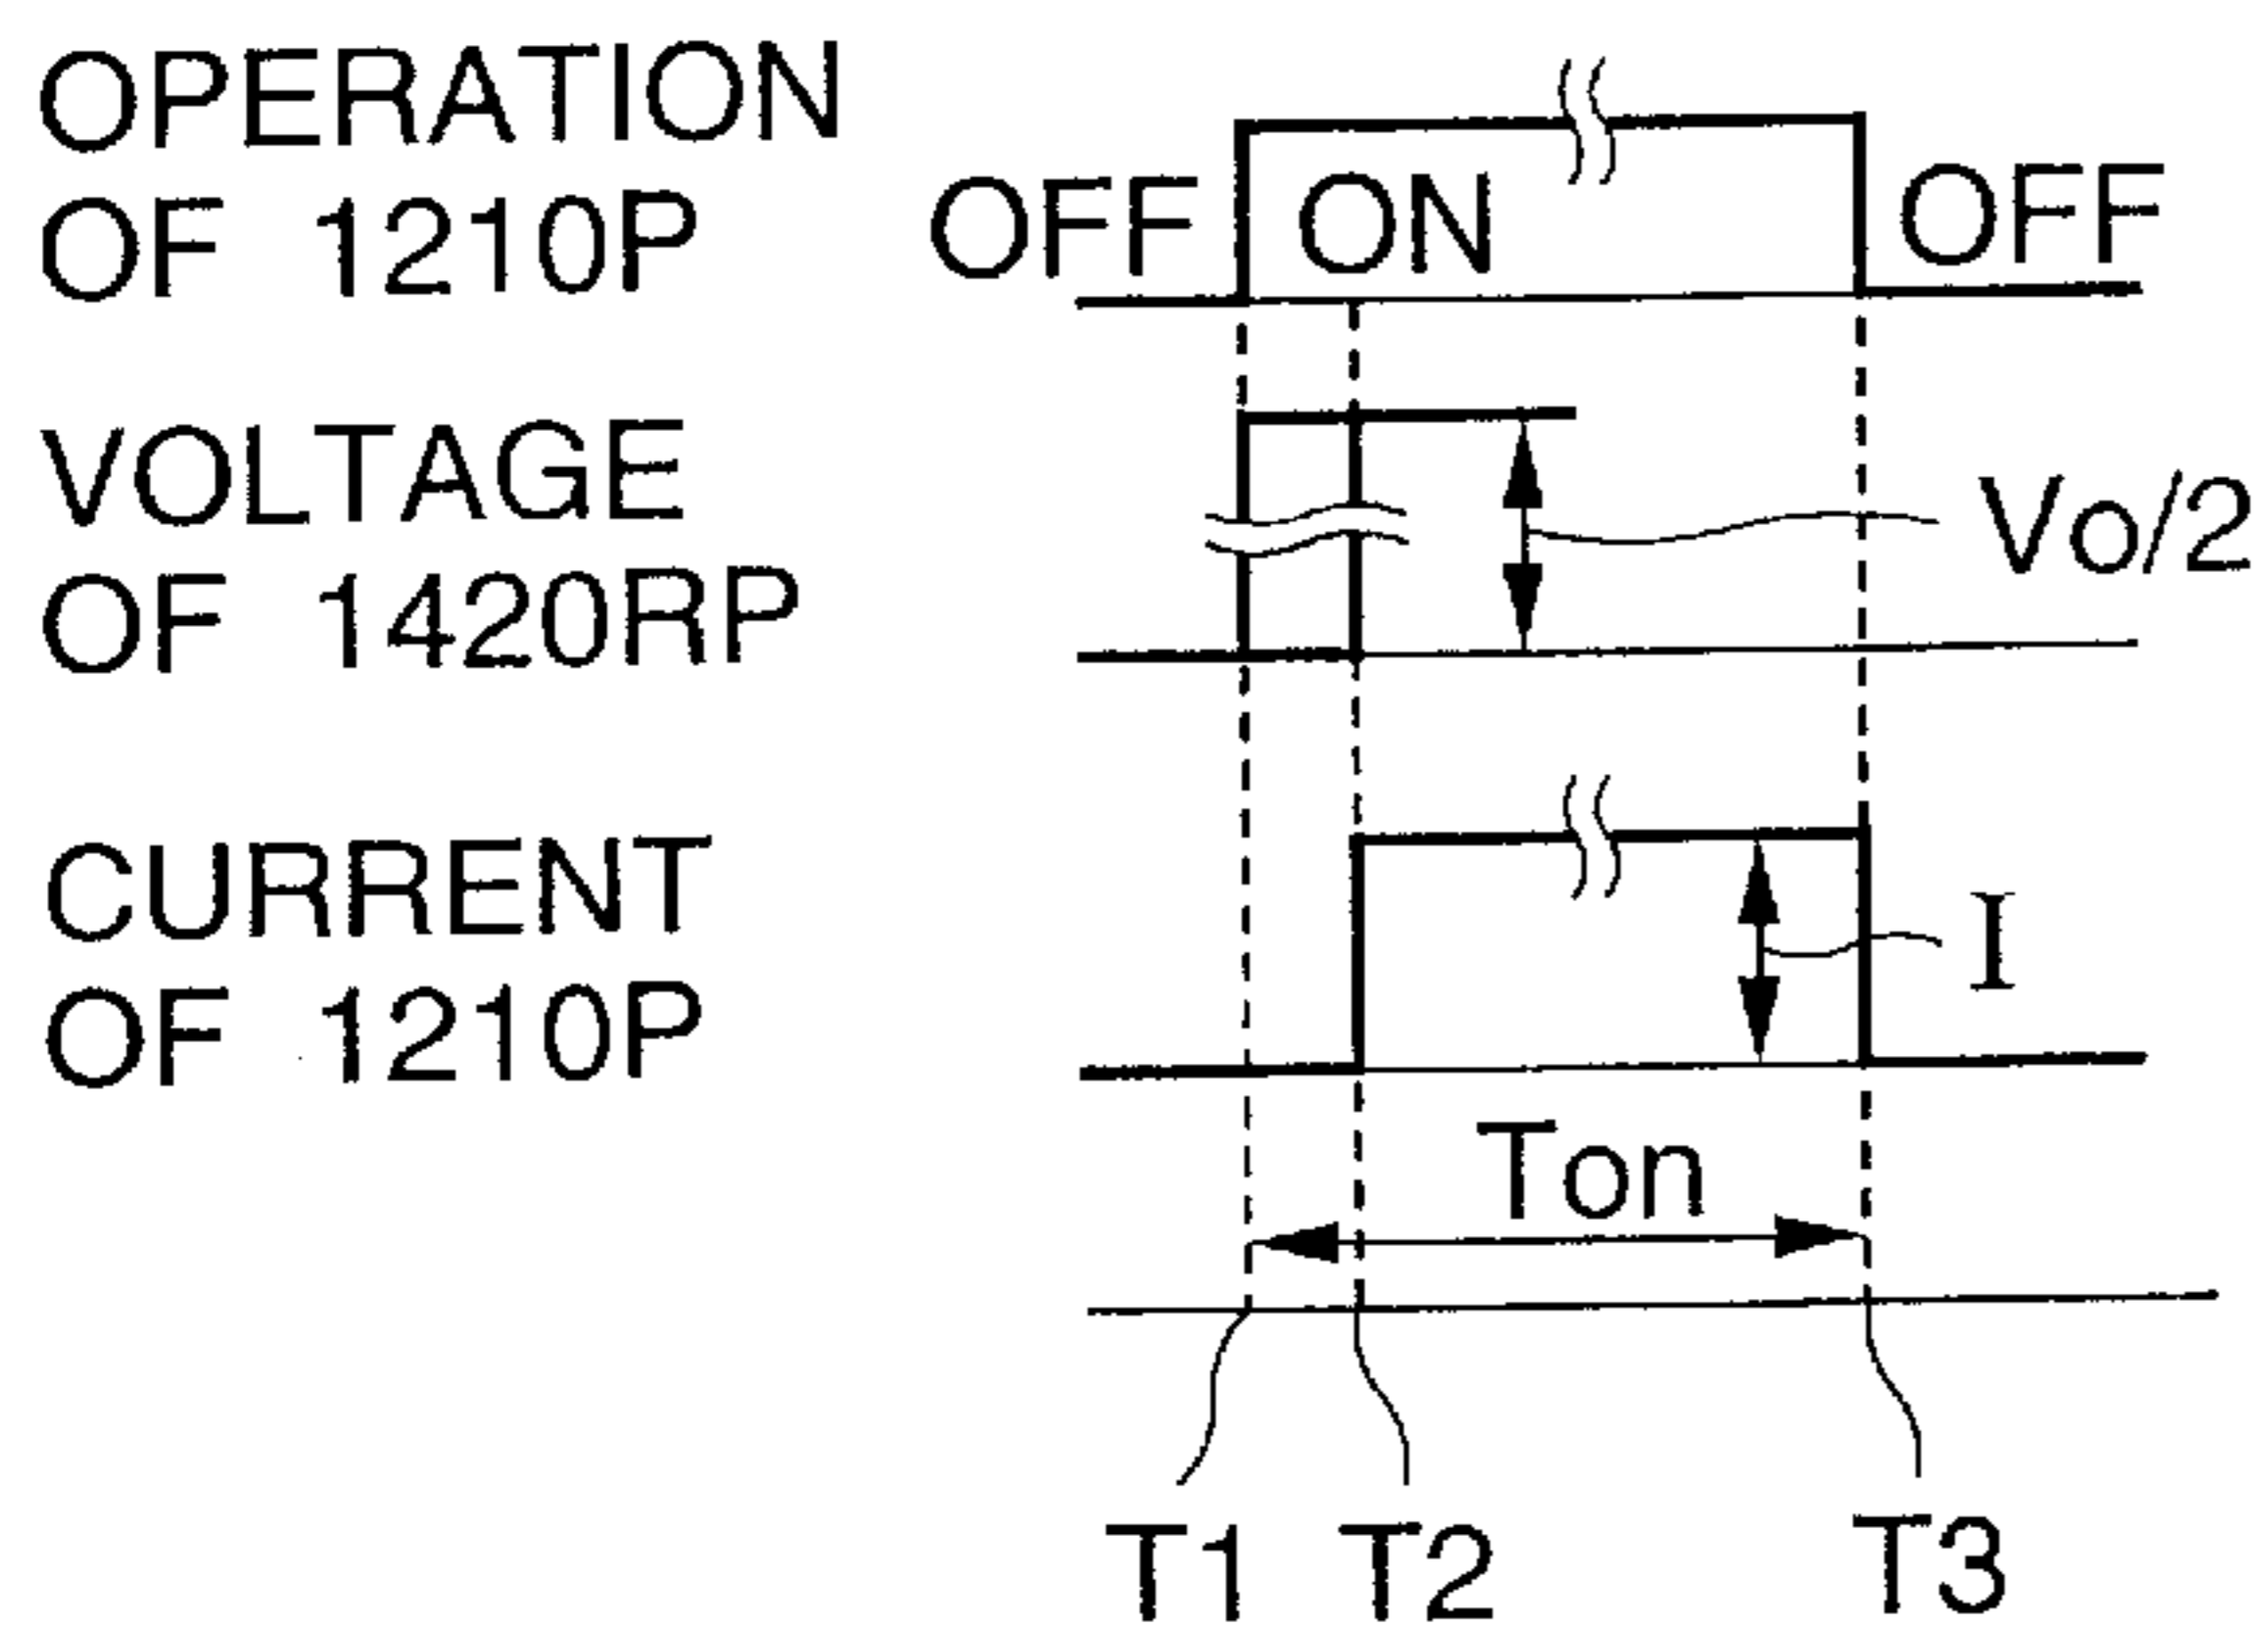 OPERATION
OF 1210P
OFF ON OFF
VOLTAGE
OF 1420RP
Vo/2
CURRENT
OF 1210P
I
Ton
T1 T2 T3